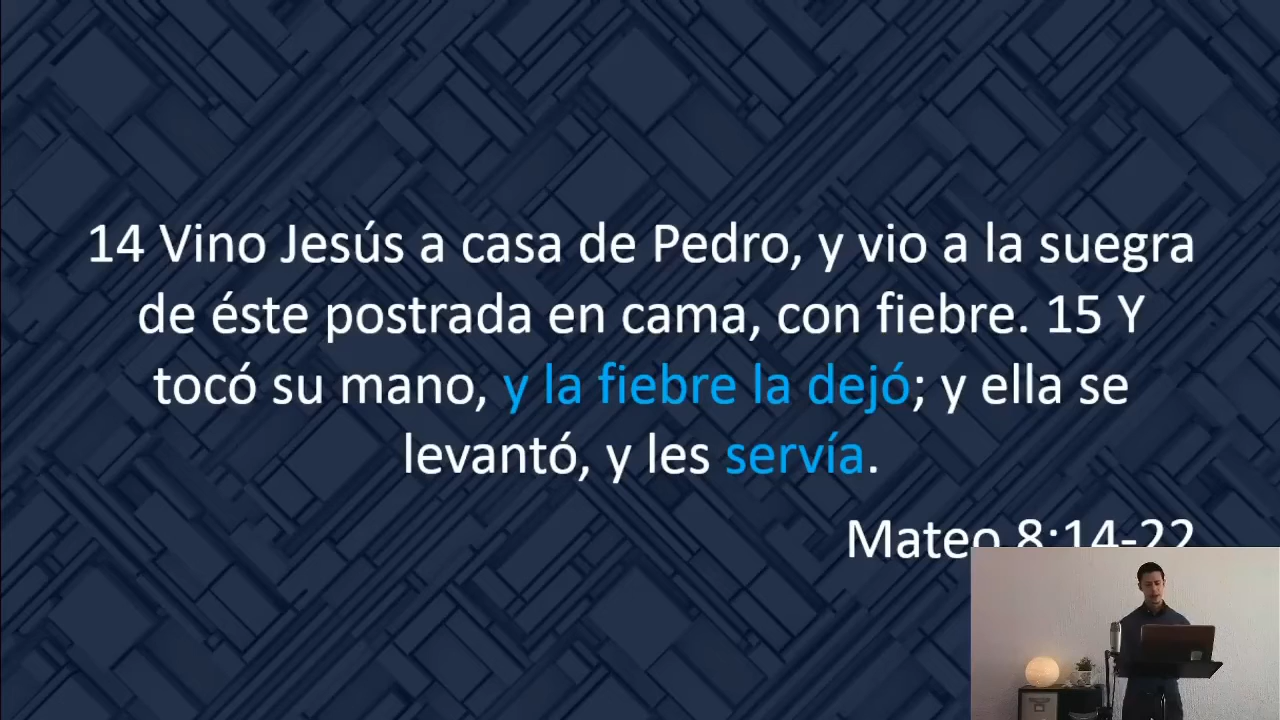 14 Vino Jesús a casa de Pedro, y vio a la suegra
de éste postrada en cama, con fiebre. 15 Y
tocó su mano, y la fiebre la dejó; y ella se
levantó, y les servía.
Mateo 8:14-22